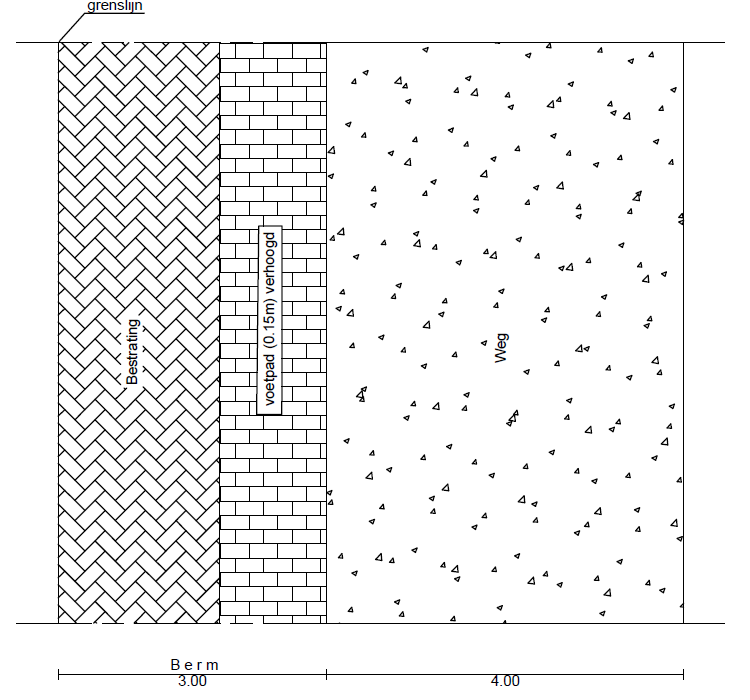 grenslijn
Bestrating
voetpad (0.15m) verhoogd
Weg
Berm
3.00
4.00